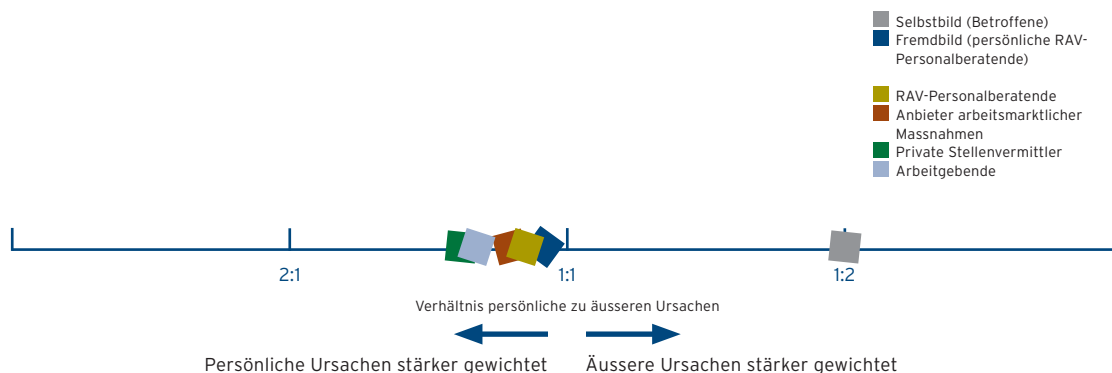 Selbstbild (Betroffene)
Fremdbild (persönliche RAV-
Personalberatende)
RAV-Personalberatende
Anbieter arbeitsmarktlicher
Massnahmen
Private Stellenvermittler
Arbeitgebende
2:1
1:1
1:2
Verhältnis persönliche zu äusseren Ursachen
Persönliche Ursachen stärker gewichtet
Äussere Ursachen stärker gewichtet